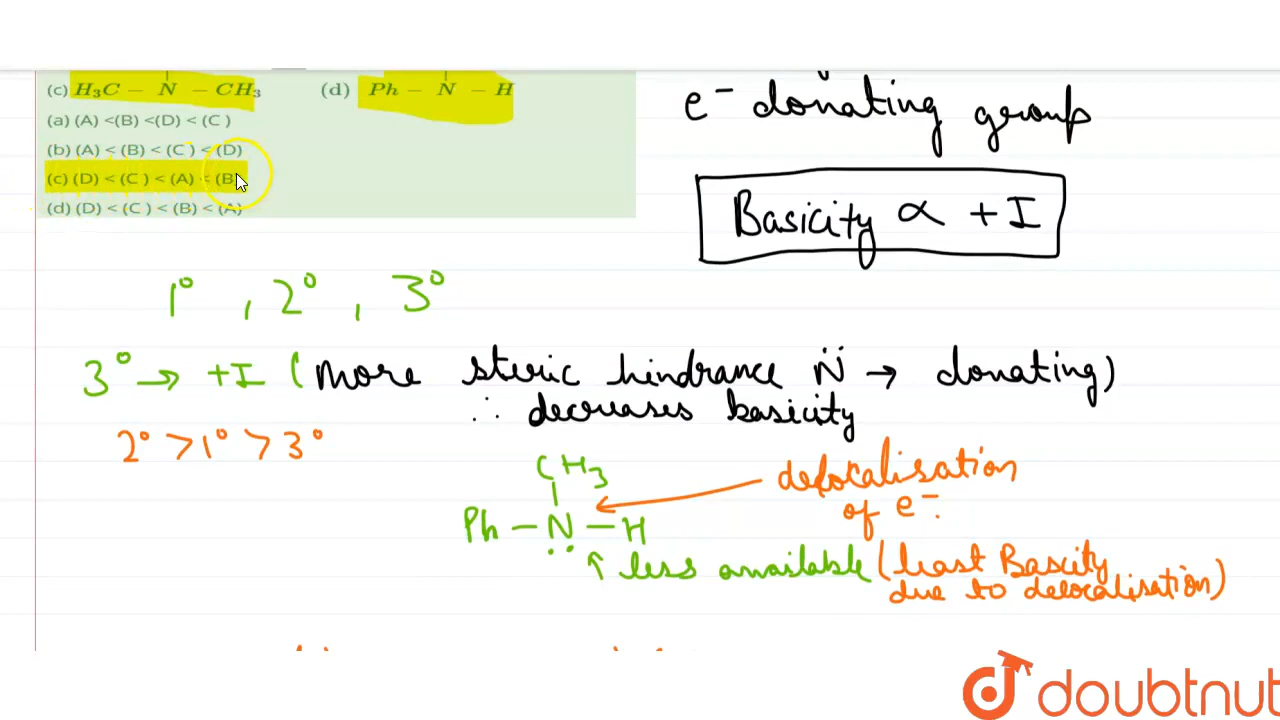 (c) H₃C − N − CH₃ (d) Ph − N − H
(a) (A) <(B) <(D) < (C )
(b) (A) < (B) < (C ) < (D)
(c) (D) < (C ) < (A) < (B)
(d) (D) < (C ) < (B) < (A)
e⁻ donating group
Basicity ∝ +I
1° , 2° , 3°
3° → +I (More steric hindrance N̈ → donating)
∴ decreases basicity
2° > 1° > 3°
CH₃
Ph − N − H
delocalisation
of e⁻.
less available (least Bascity
due to delocalisation)
doubtnut